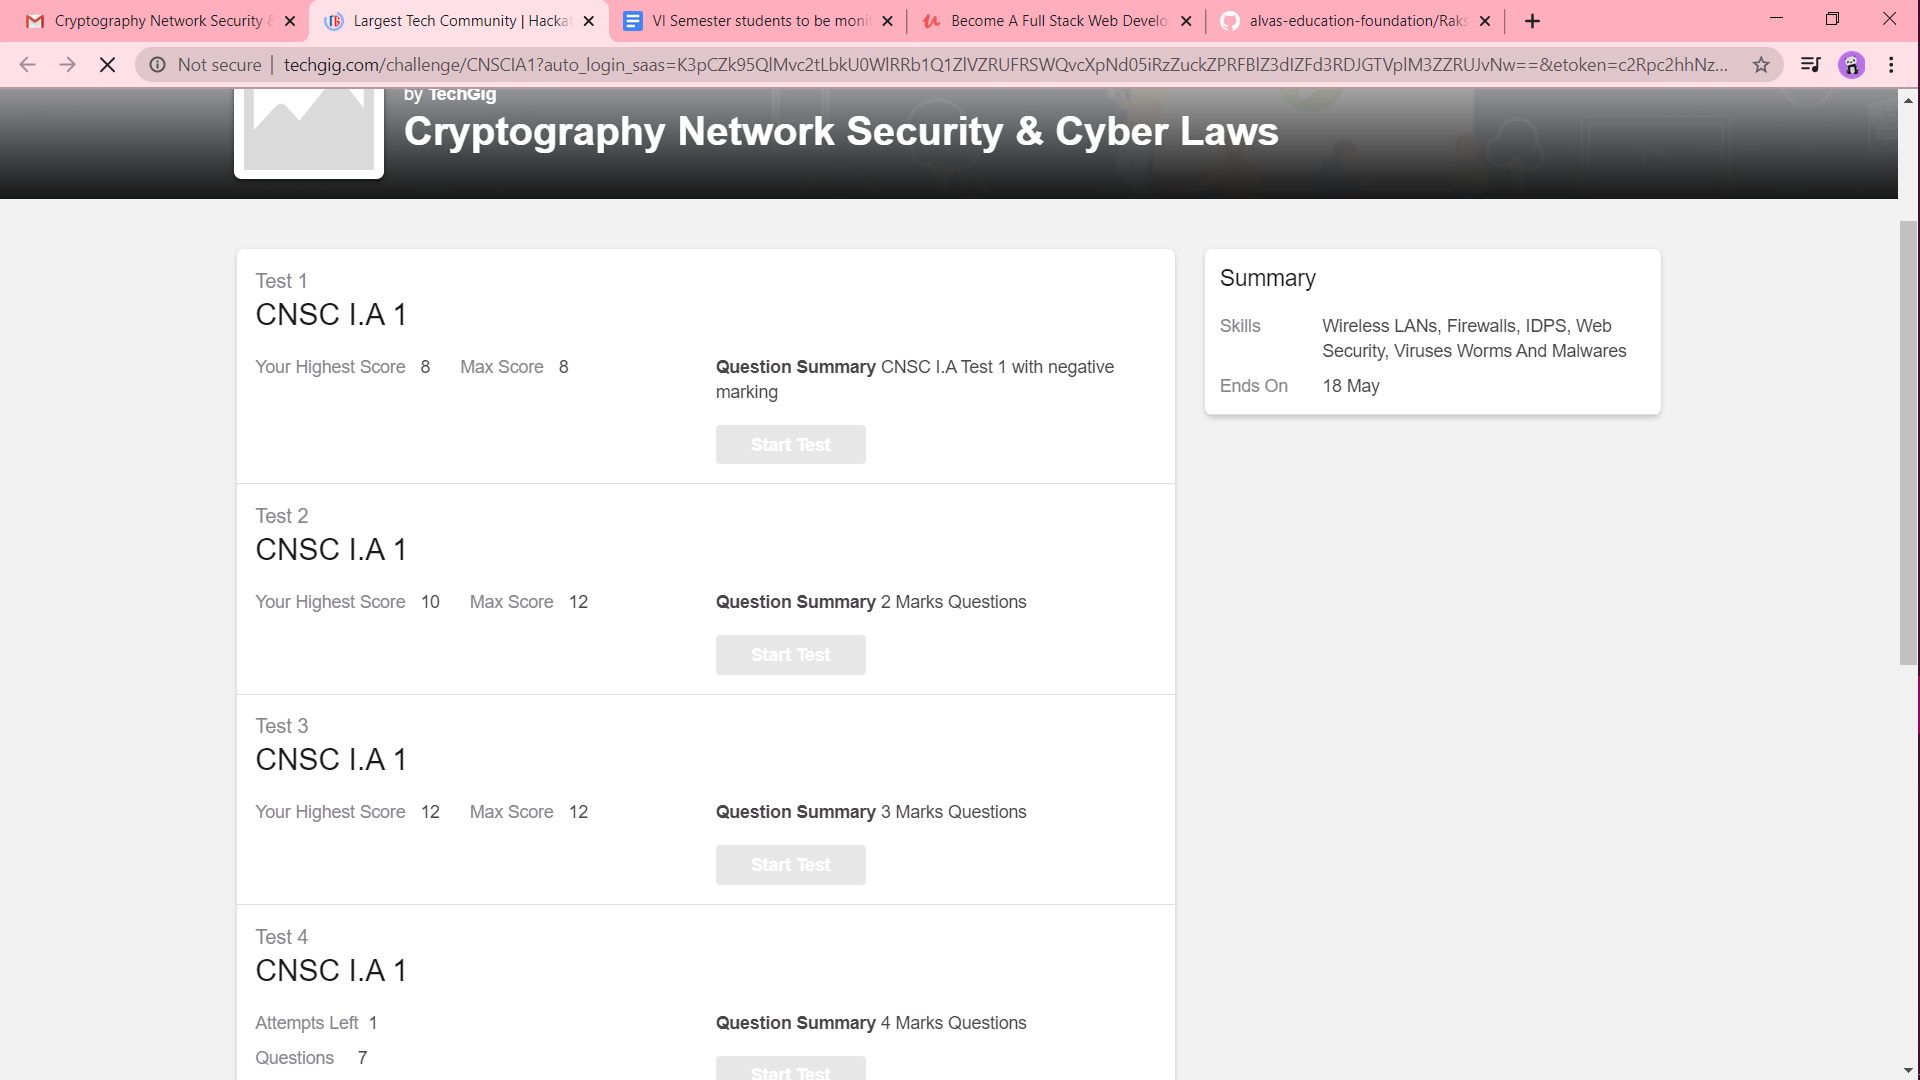 Cryptography Network Security &
Largest Tech Community | Hacka
VI Semester students to be moni
Become A Full Stack Web Develo
alvas-education-foundation/Raks
Not secure
techgig.com/challenge/CNSCIA1?auto_login_saas=
by TechGig
Cryptography Network Security & Cyber Laws
Test 1
CNSC I.A 1
Your Highest Score 8 Max Score 8
Question Summary CNSC I.A Test 1 with negative
marking
Start Test
Test 2
CNSC I.A 1
Your Highest Score 10 Max Score 12
Question Summary 2 Marks Questions
Start Test
Test 3
CNSC I.A 1
Your Highest Score 12 Max Score 12
Question Summary 3 Marks Questions
Start Test
Test 4
CNSC I.A 1
Attempts Left 1
Questions 7
Question Summary 4 Marks Questions
Start Test
Summary
Skills Wireless LANs, Firewalls, IDPS, Web
Security, Viruses Worms And Malwares
Ends On 18 May